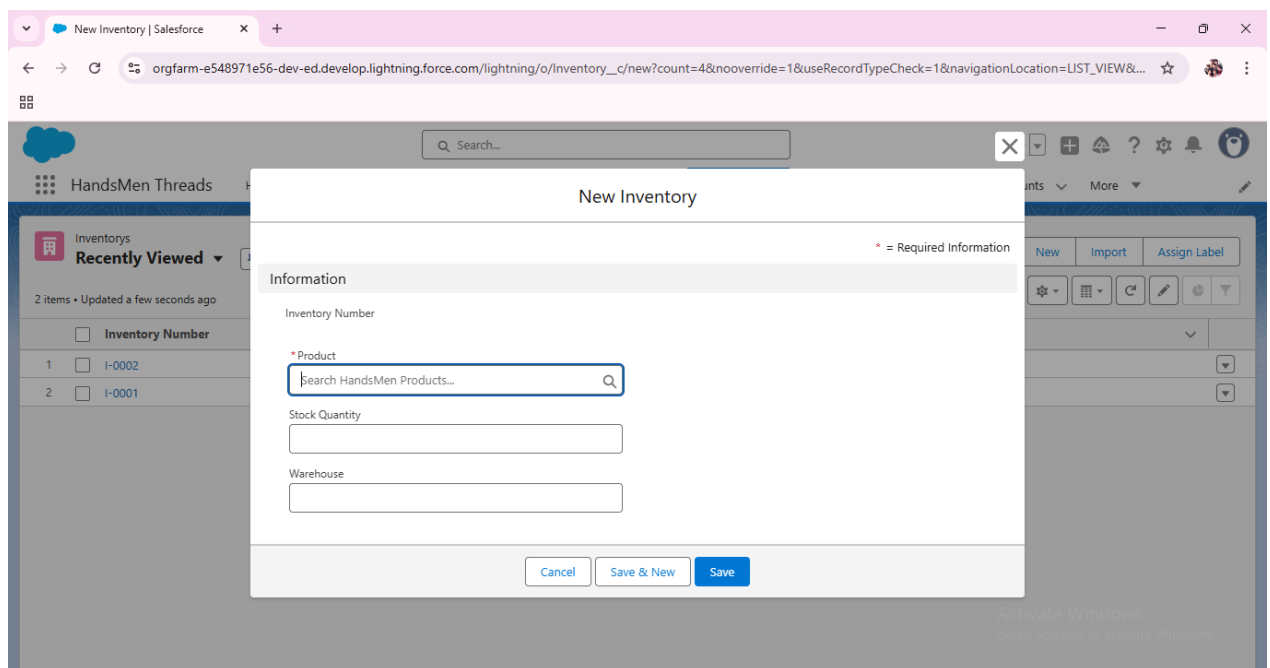 New Inventory | Salesforce
orgfarm-e548971e56-dev-ed.develop.lightning.force.com/lightning/o/Inventory__c/new?count=4&nooverride=1&useRecordTypeCheck=1&navigationLocation=LIST_VIEW&...
Search...
HandsMen Threads
H
unts
More
New Inventory
Inventorys
Recently Viewed
* = Required Information
New
Import
Assign Label
Information
2 items • Updated a few seconds ago
Inventory Number
Inventory Number
*Product
1
I-0002
Search HandsMen Products...
2
I-0001
Stock Quantity
Warehouse
Cancel
Save & New
Save
Activate Windows
Go to Settings to activate Windows.